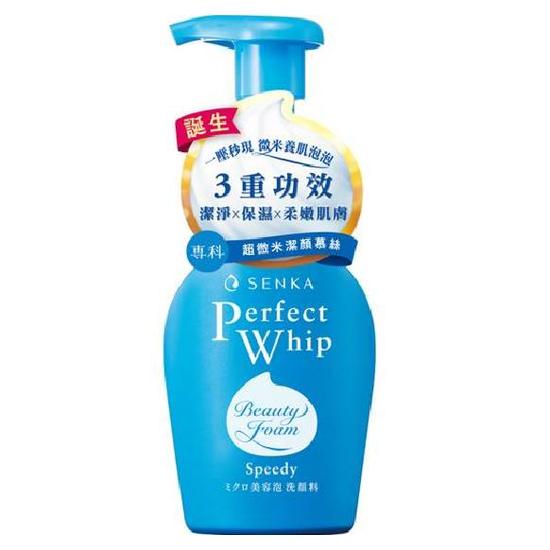 誕生
一壓秒現 微米養肌泡泡
3重功效
潔淨×保濕×柔嫩肌膚
専科
超微米潔顏慕絲
SENKA
Perfect
Whip
Beauty
Foam
Speedy
ミクロ美容泡 洗顔料